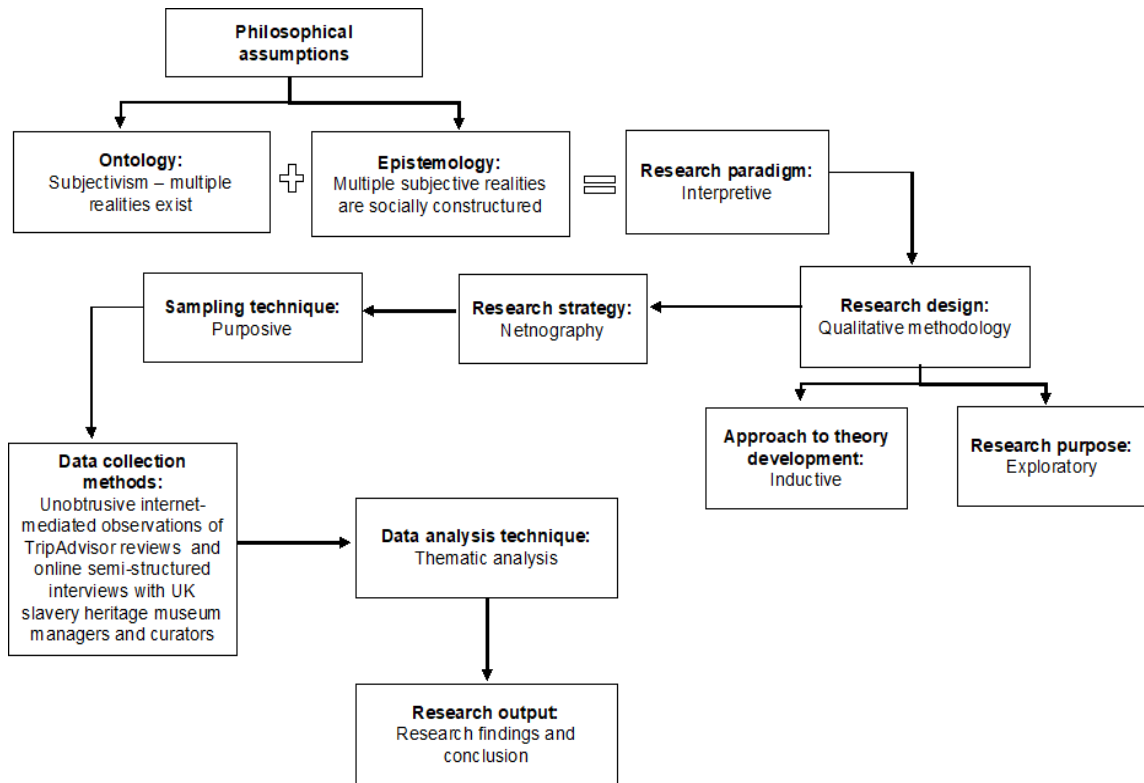 Philosophical
assumptions
Ontology:
Subjectivism – multiple
realities exist
Epistemology:
Multiple subjective realities
are socially constructured
Research paradigm:
Interpretive
Research design:
Qualitative methodology
Research strategy:
Netnography
Sampling technique:
Purposive
Approach to theory
development:
Inductive
Research purpose:
Exploratory
Data collection
methods:
Unobtrusive internet-
mediated observations of
TripAdvisor reviews and
online semi-structured
interviews with UK
slavery heritage museum
managers and curators
Data analysis technique:
Thematic analysis
Research output:
Research findings and
conclusion